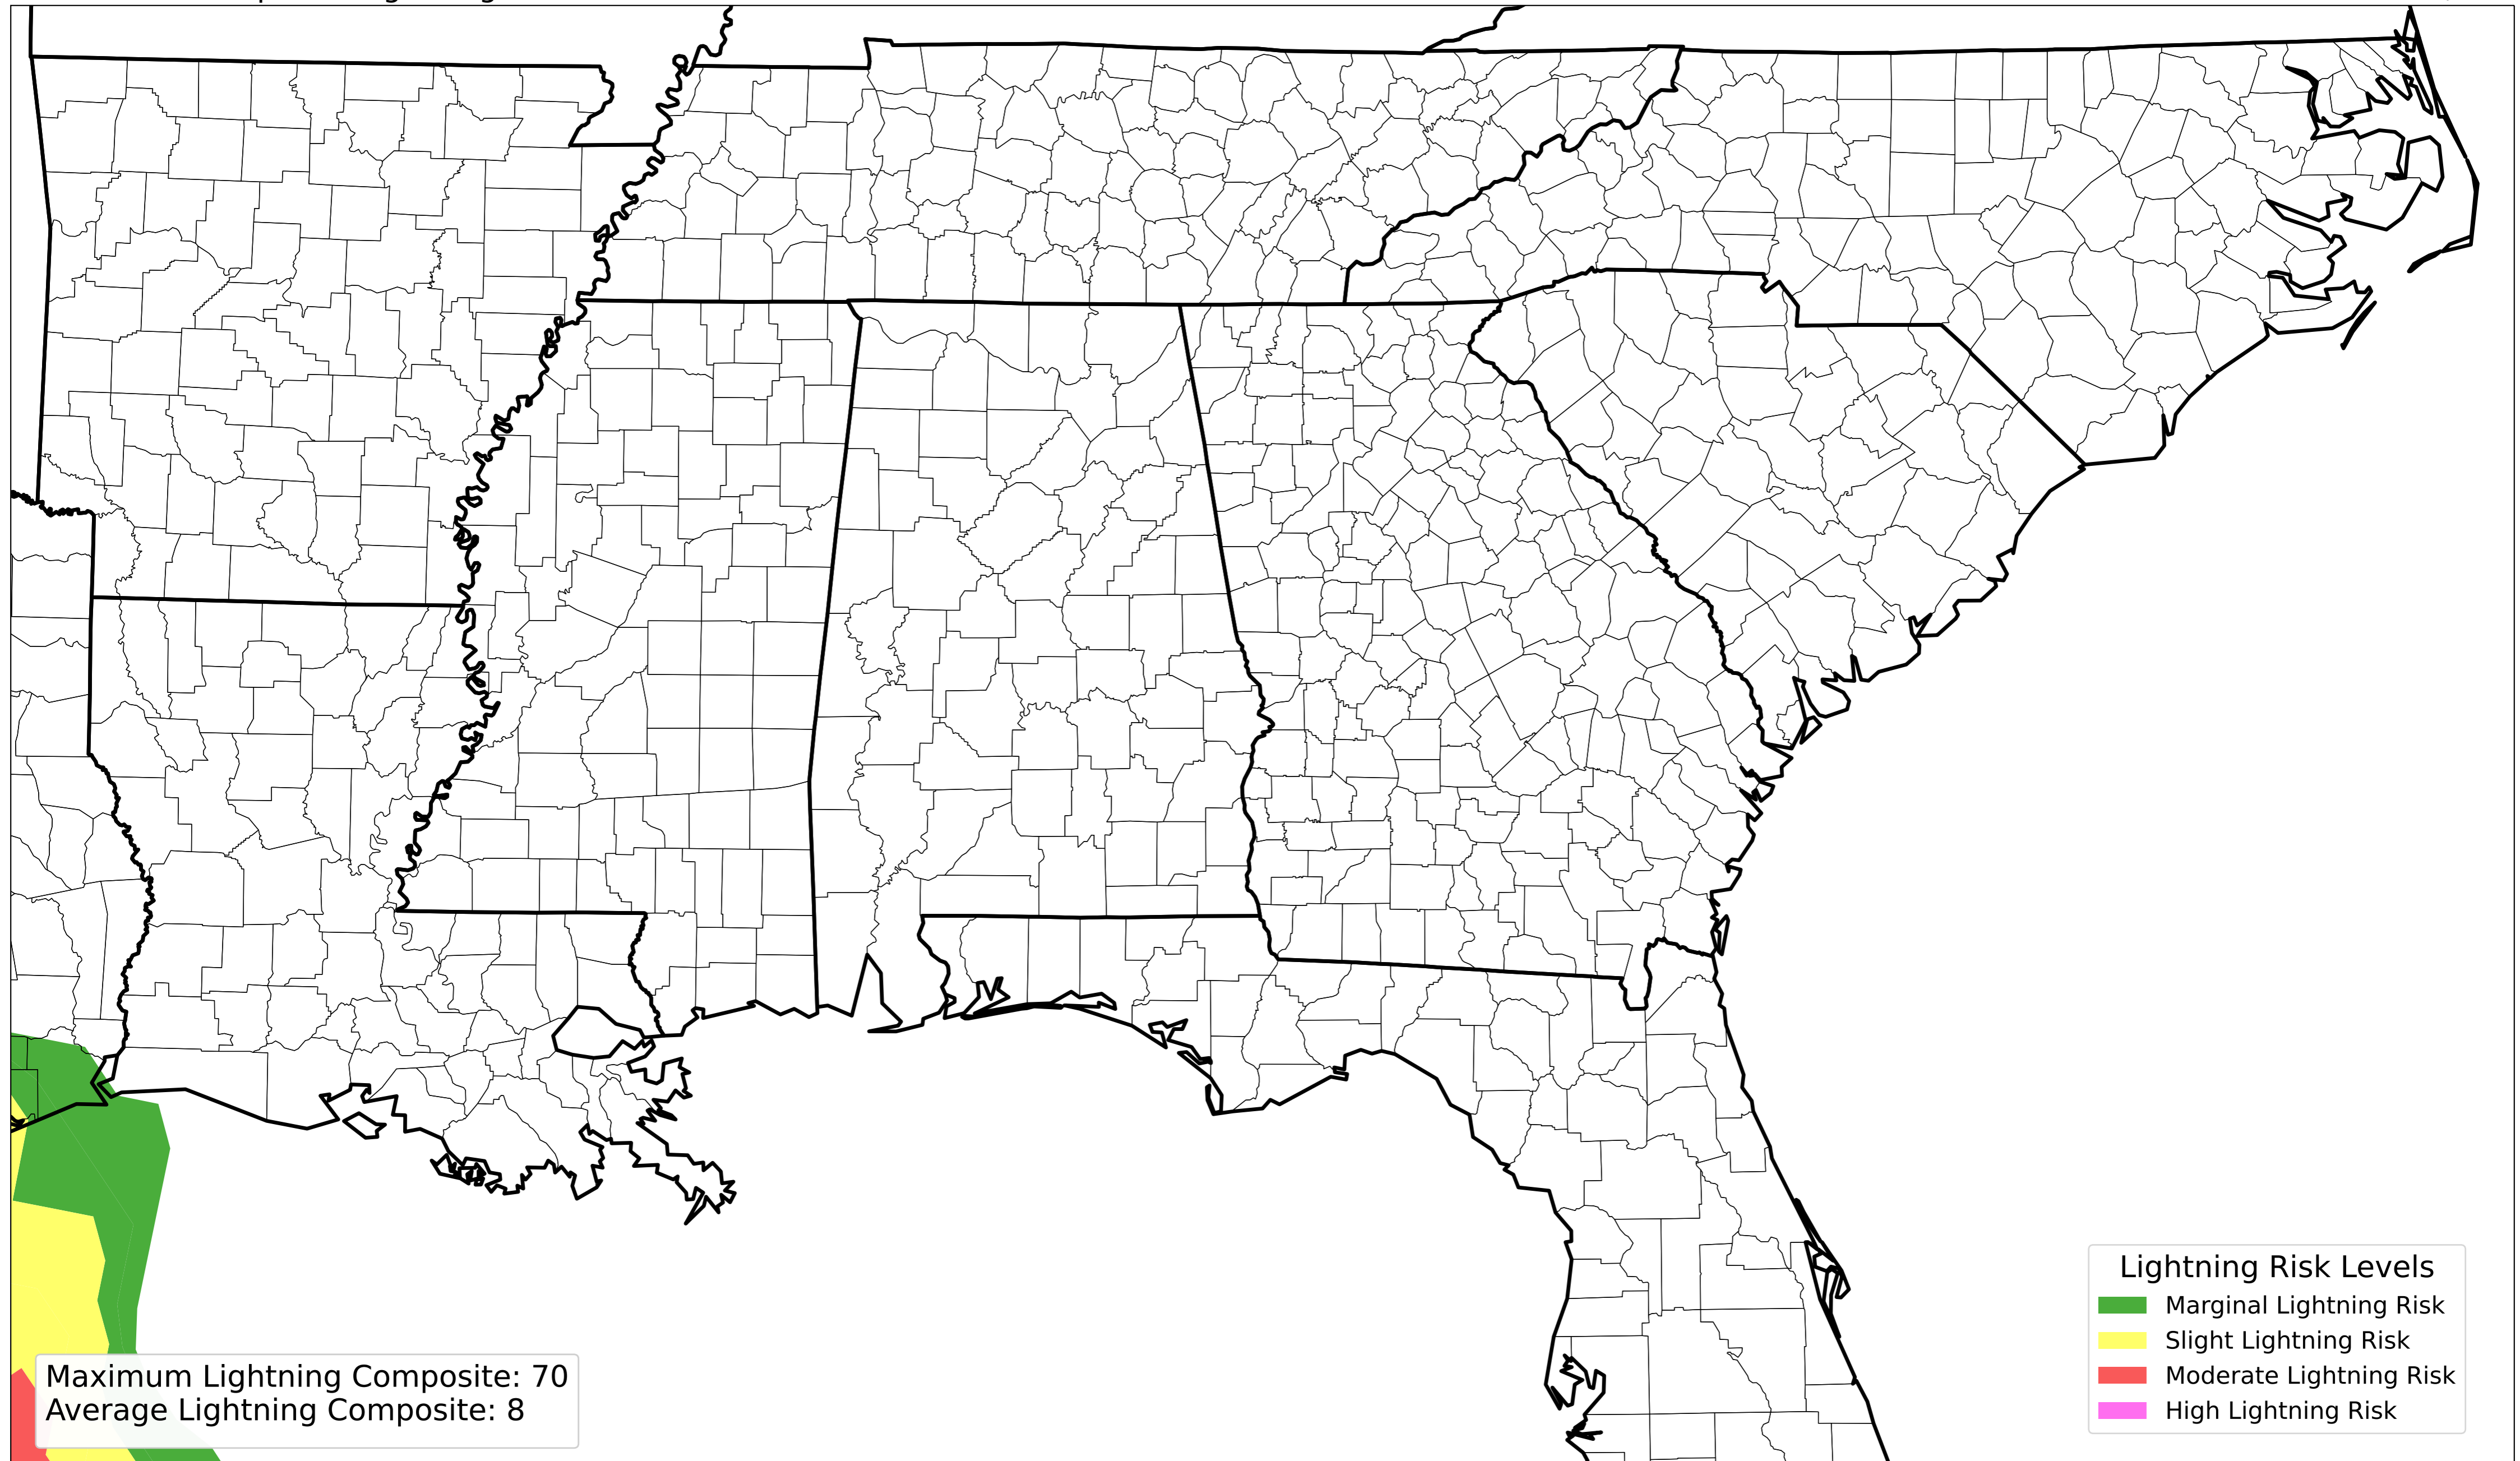 Maximum Lightning Composite: 70
Average Lightning Composite: 8
Lightning Risk Levels
Marginal Lightning Risk
Slight Lightning Risk
Moderate Lightning Risk
High Lightning Risk